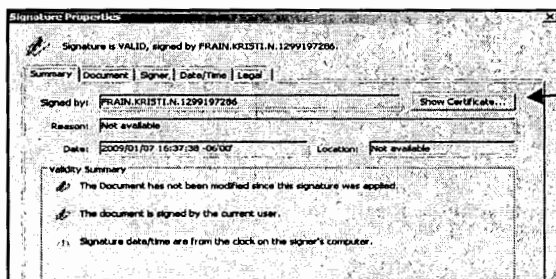 Signature Properties
Signature is VALID, signed by FRAIN.KRISTI.N.1299197286.
Summary Document Signer Date/Time Legal
Signed by: FRAIN.KRISTI.N.1299197286 Show Certificate...
Reason: Not available
Date: 2009/01/07 16:37:38 -06'00' Location: Not available
Validity Summary
The Document has not been modified since this signature was applied.
The document is signed by the current user.
Signature date/time are from the clock on the signer's computer.